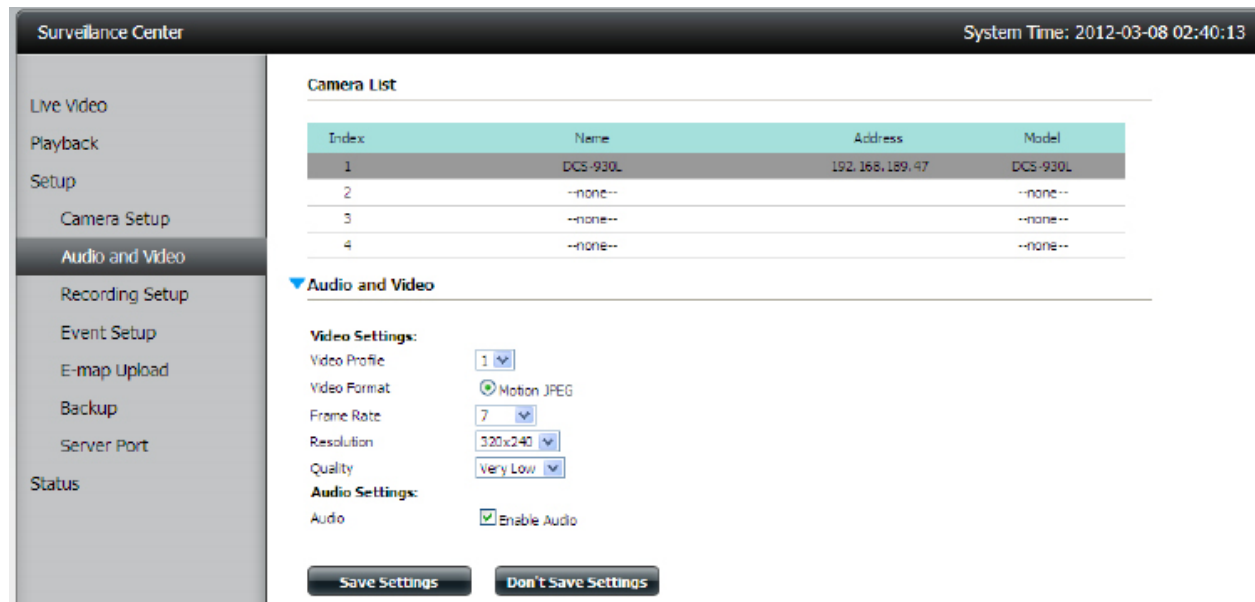 Surveillance Center System Time: 2012-03-08 02:40:13
Live Video
Playback
Setup
Camera Setup
Audio and Video
Recording Setup
Event Setup
E-map Upload
Backup
Server Port
Status
Camera List
Index Name Address Model
1 DCS-930L 192.168.189.47 DCS-930L
2 --none-- --none--
3 --none-- --none--
4 --none-- --none--
Audio and Video
Video Settings:
Video Profile 1
Video Format Motion JPEG
Frame Rate 7
Resolution 320x240
Quality Very Low
Audio Settings:
Audio Enable Audio
Save Settings Don't Save Settings